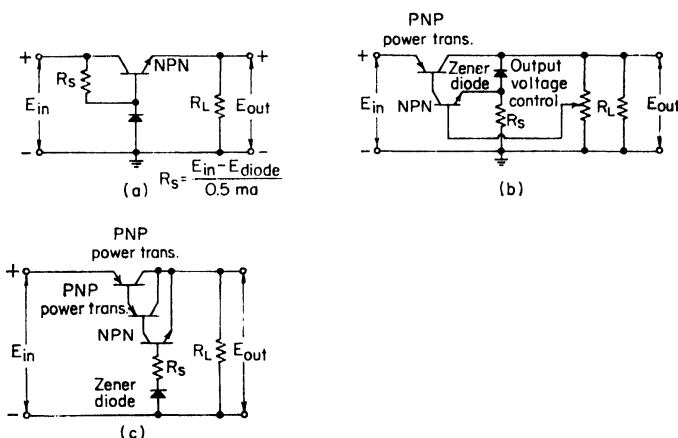 +
NPN
+
R_S
E_in
R_L
E_out
-
-
(a)
R_S = (E_in − E_diode) / 0.5 ma
PNP
power trans.
+
+
Zener
diode
Output
voltage
control
E_in
NPN
R_S
R_L
E_out
-
-
(b)
PNP
power trans.
+
+
PNP
power trans.
NPN
E_in
R_S
R_L
E_out
Zener
diode
-
-
(c)